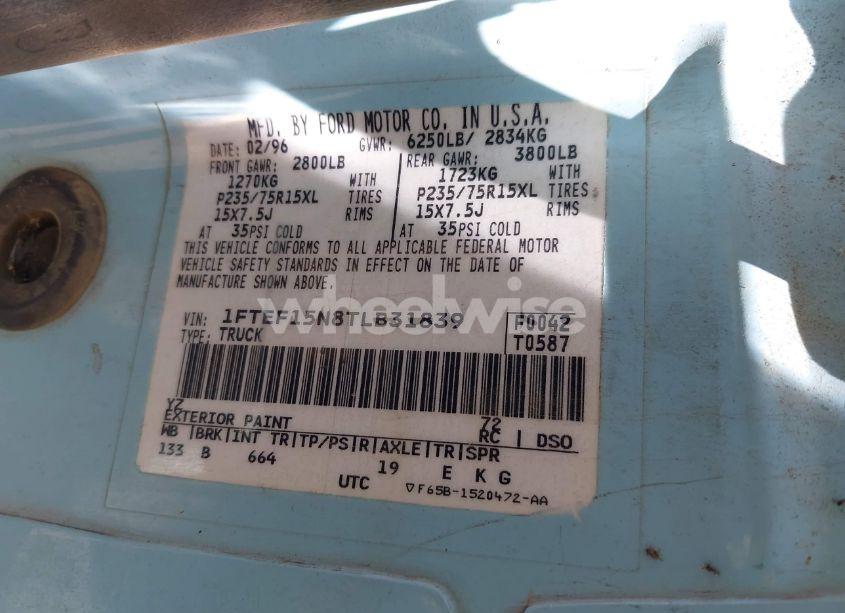 MFD. BY FORD MOTOR CO. IN U.S.A.
DATE: 02/96 GVWR: 6250LB/ 2834KG
FRONT GAWR: 2800LB REAR GAWR: 3800LB
1270KG WITH 1723KG WITH
P235/75R15XL TIRES P235/75R15XL TIRES
15X7.5J RIMS 15X7.5J RIMS
AT 35PSI COLD AT 35PSI COLD
THIS VEHICLE CONFORMS TO ALL APPLICABLE FEDERAL MOTOR
VEHICLE SAFETY STANDARDS IN EFFECT ON THE DATE OF
MANUFACTURE SHOWN ABOVE.
wheelwise
VIN: 1FTEF15N8TLB31839 F0042
TYPE: TRUCK T0587
YZ 72
EXTERIOR PAINT RC | DSO
WB |BRK|INT TR|TP/PS|R|AXLE|TR|SPR
133 B 664 19 E K G
UTC ▽F65B-1520472-AA